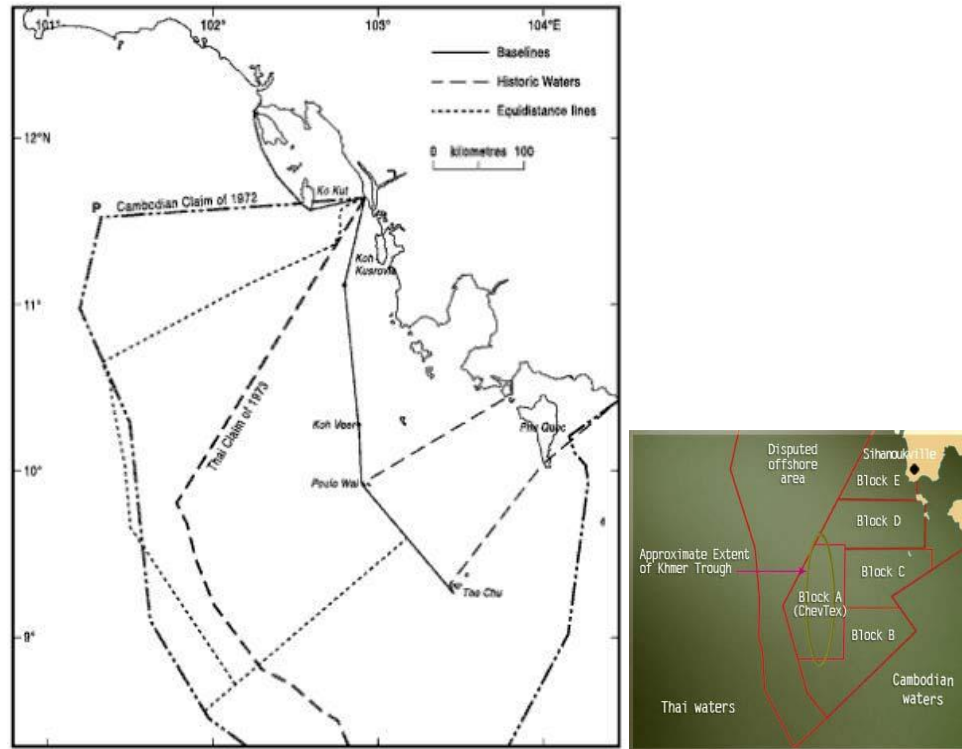 101°
102°
103°
104°
Baselines
Historic Waters
Equidistance lines
0 kilometres 100
12°N
11°
10°
9°
P
Cambodian Claim of 1972
Ko Kut
Koh
Kusrovie
Thai Claim of 1973
Koh Veer
Poulo Wai
Phu Quoc
Tho Chu
Disputed
offshore
area
Sihanoukville
Block E
Block D
Approximate Extent
of Khmer Trough
Block C
Block A
(ChevTex)
Block B
Cambodian
waters
Thai waters